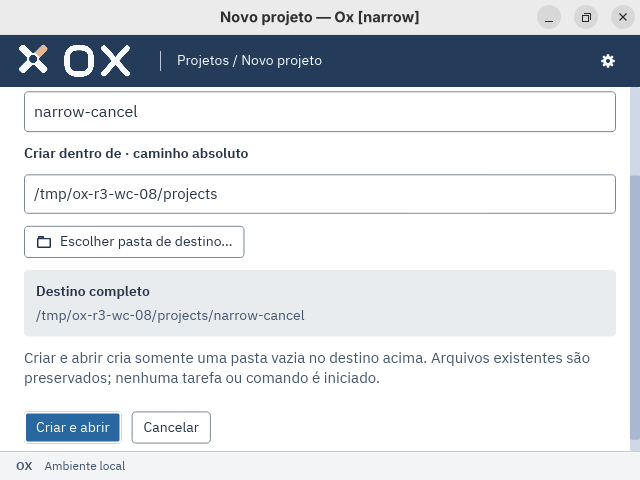 Novo projeto — Ox [narrow]
OX Projetos / Novo projeto
narrow-cancel
Criar dentro de · caminho absoluto
/tmp/ox-r3-wc-08/projects
Escolher pasta de destino...
Destino completo
/tmp/ox-r3-wc-08/projects/narrow-cancel
Criar e abrir cria somente uma pasta vazia no destino acima. Arquivos existentes são
preservados; nenhuma tarefa ou comando é iniciado.
Criar e abrir Cancelar
OX Ambiente local